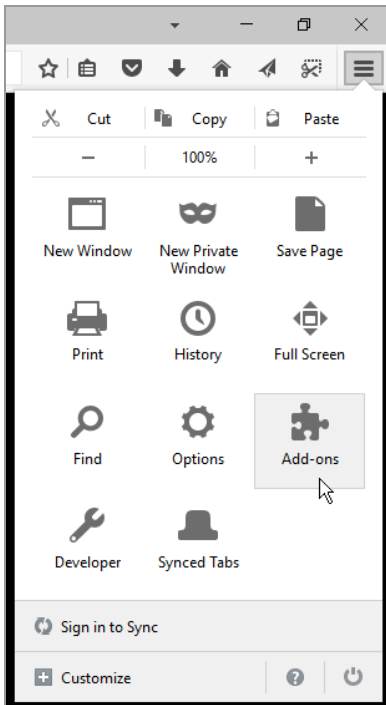 Cut Copy Paste
− 100% +
New Window New Private Window Save Page
Print History Full Screen
Find Options Add-ons
Developer Synced Tabs
Sign in to Sync
Customize